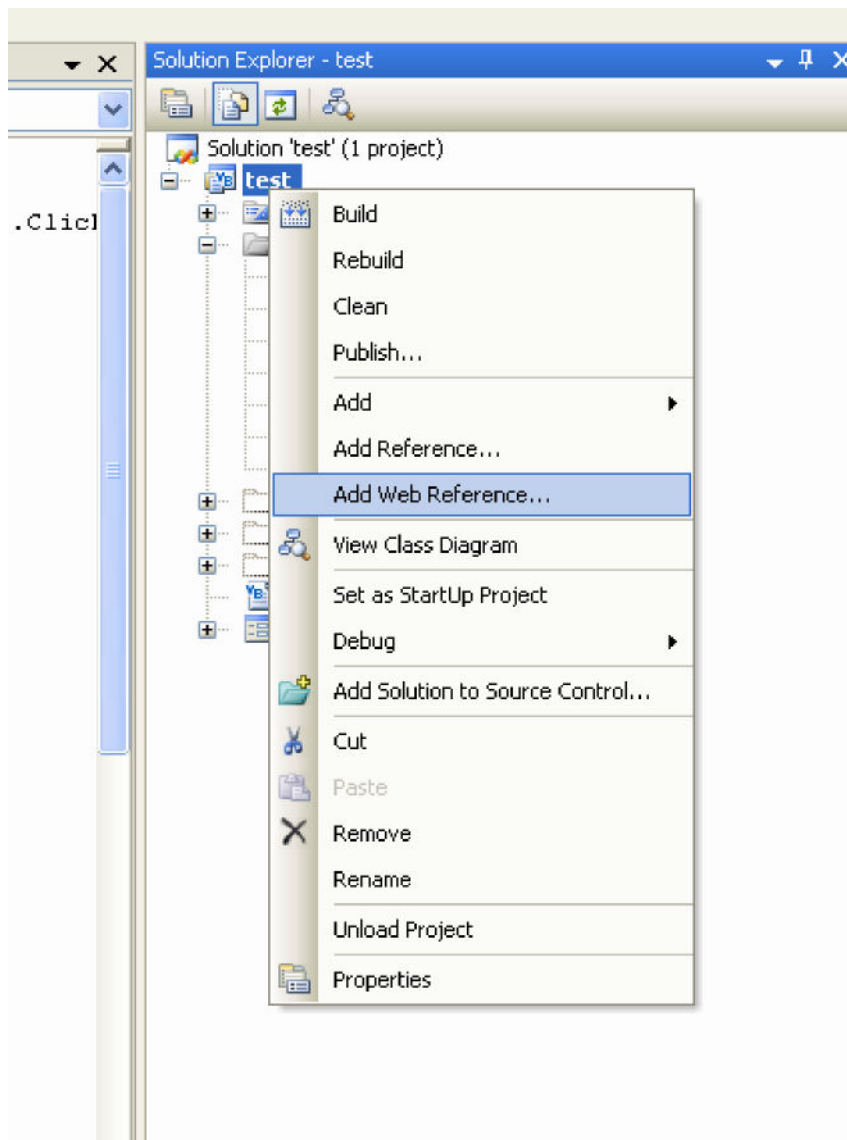 Solution Explorer - test
Solution 'test' (1 project)
test
.Clic
Build
Rebuild
Clean
Publish...
Add
Add Reference...
Add Web Reference...
View Class Diagram
Set as StartUp Project
Debug
Add Solution to Source Control...
Cut
Paste
Remove
Rename
Unload Project
Properties